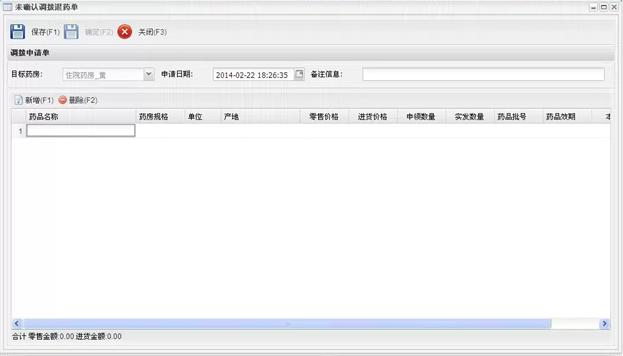 未确认调拨退药单
保存(F1) 确定(F2) 关闭(F3)
调拨申请单
目标药房: 住院药房_黄 申请日期: 2014-02-22 18:26:35 备注信息:
新增(F1) 删除(F2)
药品名称 药房规格 单位 产地 零售价格 进货价格 申领数量 实发数量 药品批号 药品效期 本
1
合计 零售金额:0.00 进货金额:0.00